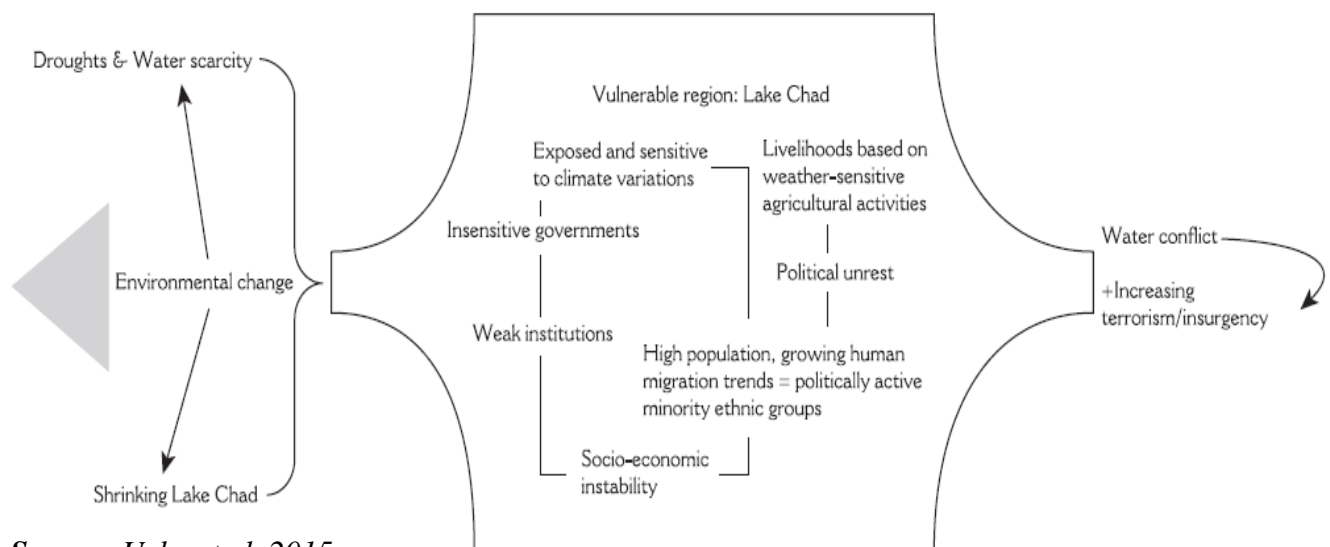 Droughts & Water scarcity
Environmental change
Shrinking Lake Chad
Vulnerable region: Lake Chad
Exposed and sensitive
to climate variations
Insensitive governments
Weak institutions
Socio-economic
instability
Livelihoods based on
weather-sensitive
agricultural activities
Political unrest
High population, growing human
migration trends = politically active
minority ethnic groups
Water conflict
+Increasing
terrorism/insurgency